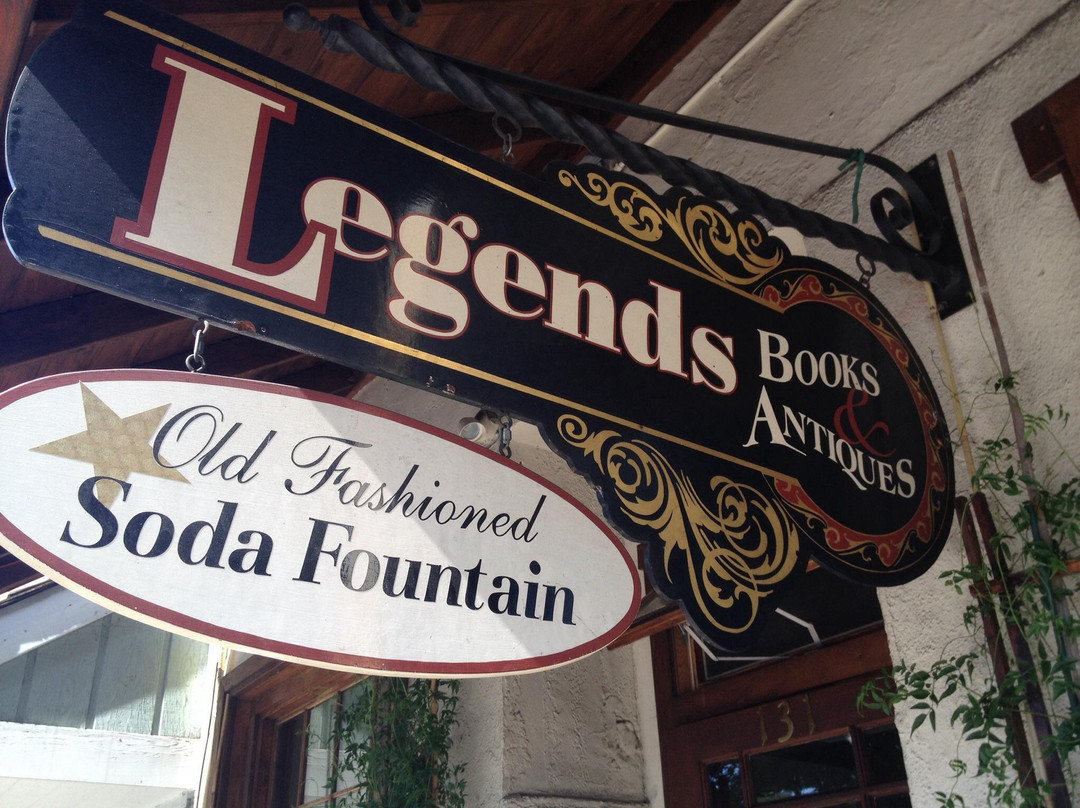 Legends
Books
&
Antiques
Old Fashioned
Soda Fountain
131